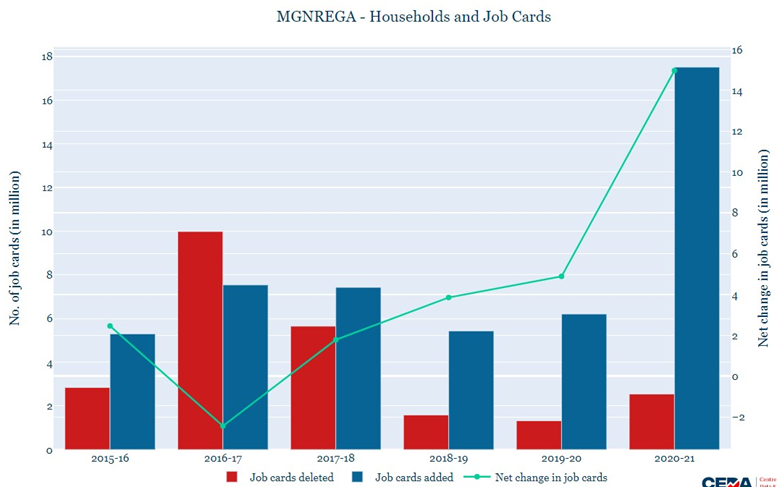 MGNREGA - Households and Job Cards
No. of job cards (in million)
18
16
14
12
10
8
6
4
2
0
16
14
12
10
8
6
4
2
0
−2
Net change in job cards (in million)
2015-16
2016-17
2017-18
2018-19
2019-20
2020-21
Job cards deleted
Job cards added
Net change in job cards
CEDA
Centre
Data &